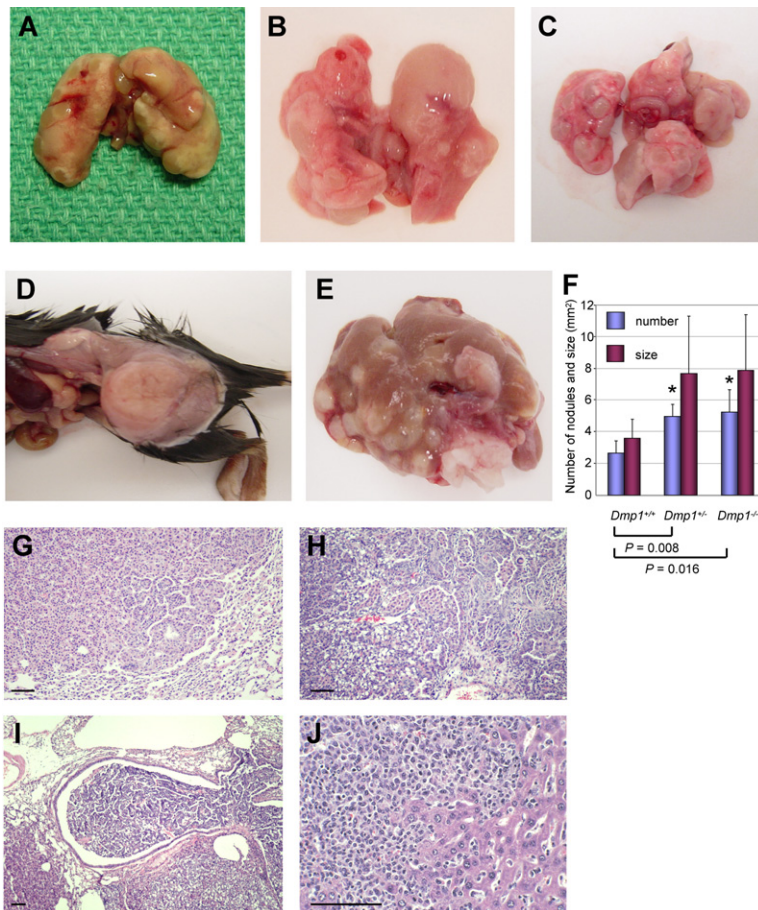 A
B
C
D
E
F
Number of nodules and size (mm²)
12
10
8
6
4
2
0
number
size
*
*
Dmp1+/+
Dmp1+/-
Dmp1-/-
P = 0.008
P = 0.016
G
H
I
J